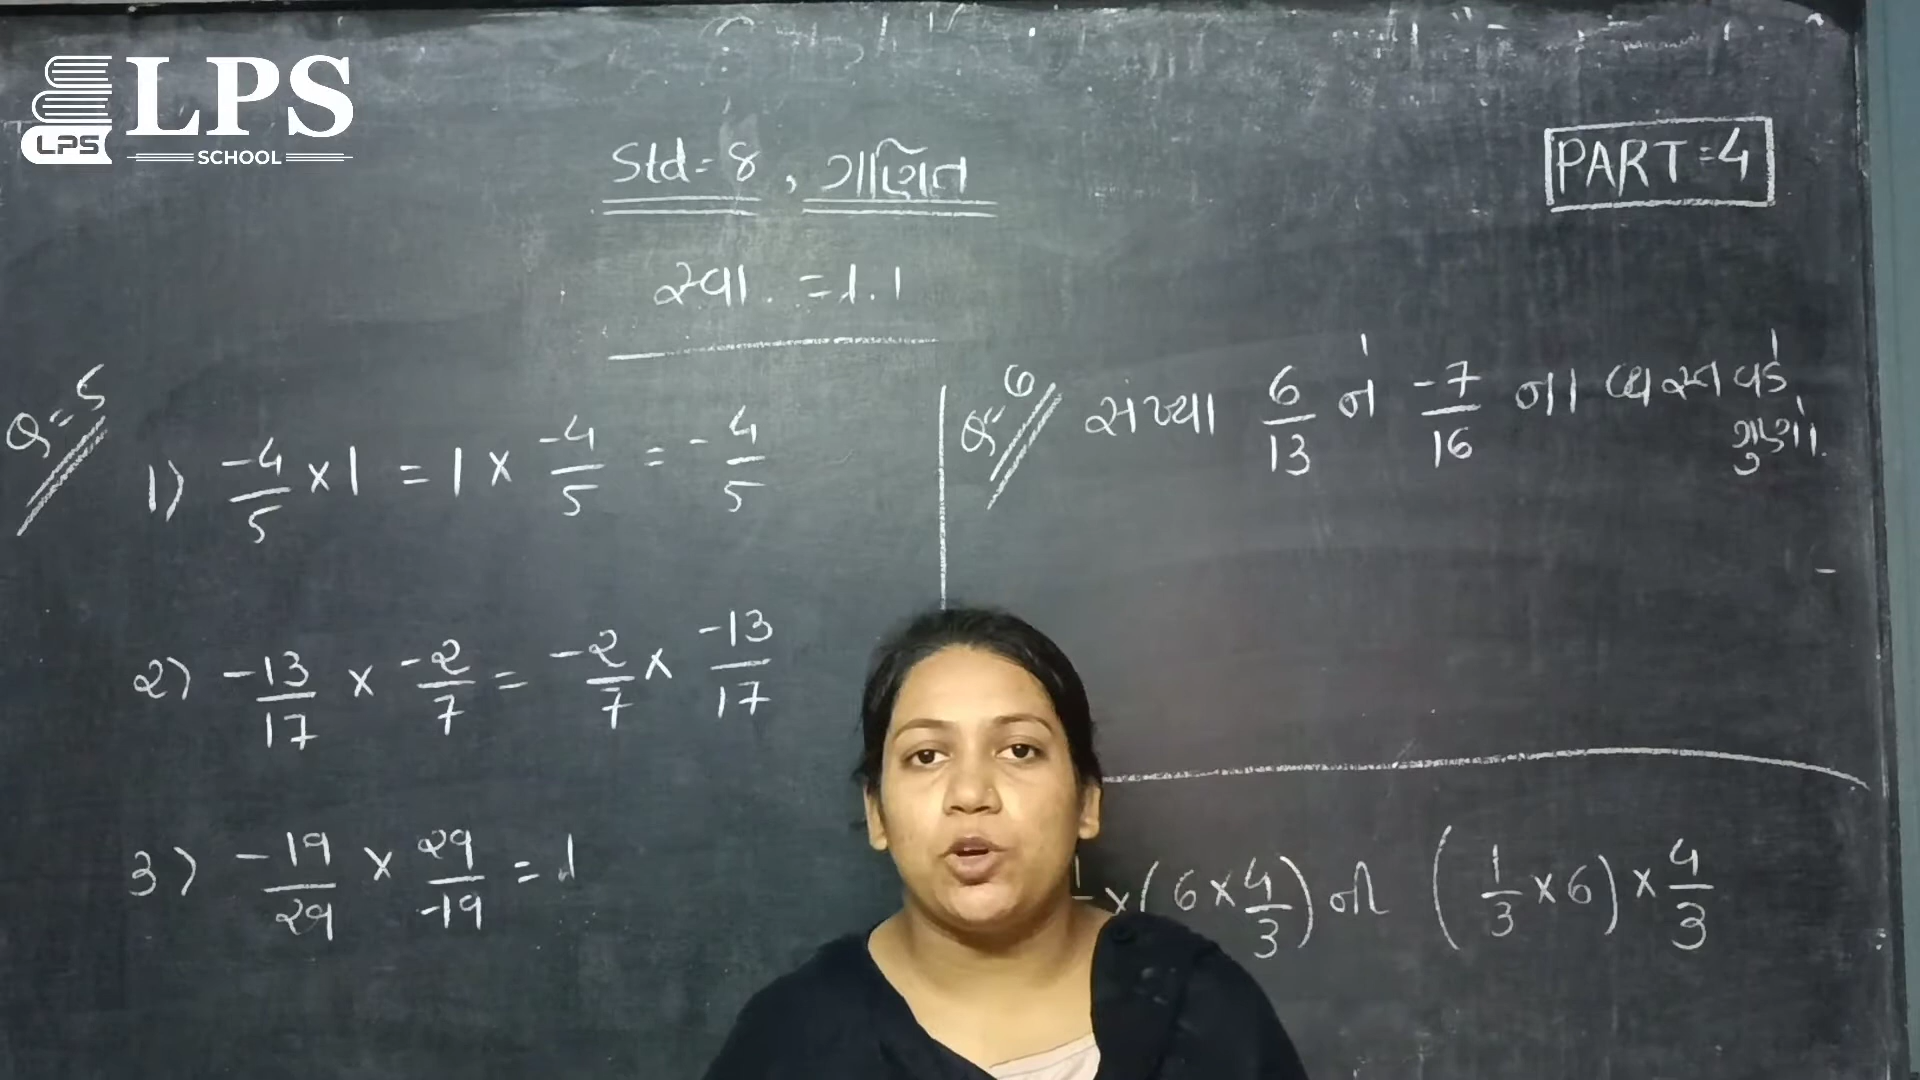 LPS
LPS
SCHOOL
Std = 8 , ગણિત
PART = 4
સ્વા. = 1.1
Q = 5
1) -4/5 × 1 = 1 × -4/5 = -4/5
2) -13/17 × -2/7 = -2/7 × -13/17
3) -19/29 × 29/-19 = 1
Q = 6 સંખ્યા 6/13 ને -7/16 ના વ્યસ્ત વડે
ગુણો.
× (6 × 4/3) ની (1/3 × 6) × 4/3